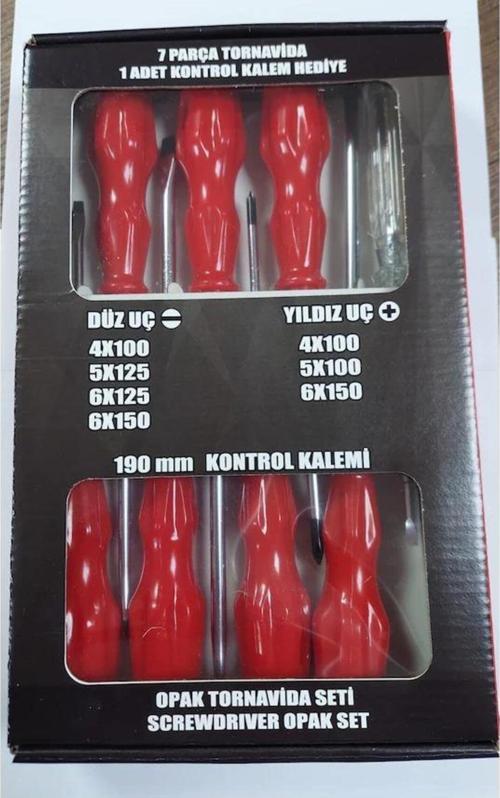 7 PARÇA TORNAVİDA
1 ADET KONTROL KALEM HEDİYE
DÜZ UÇ
4X100
5X125
6X125
6X150
YILDIZ UÇ
4X100
5X100
6X150
190 mm KONTROL KALEMİ
OPAK TORNAVİDA SETİ
SCREWDRIVER OPAK SET